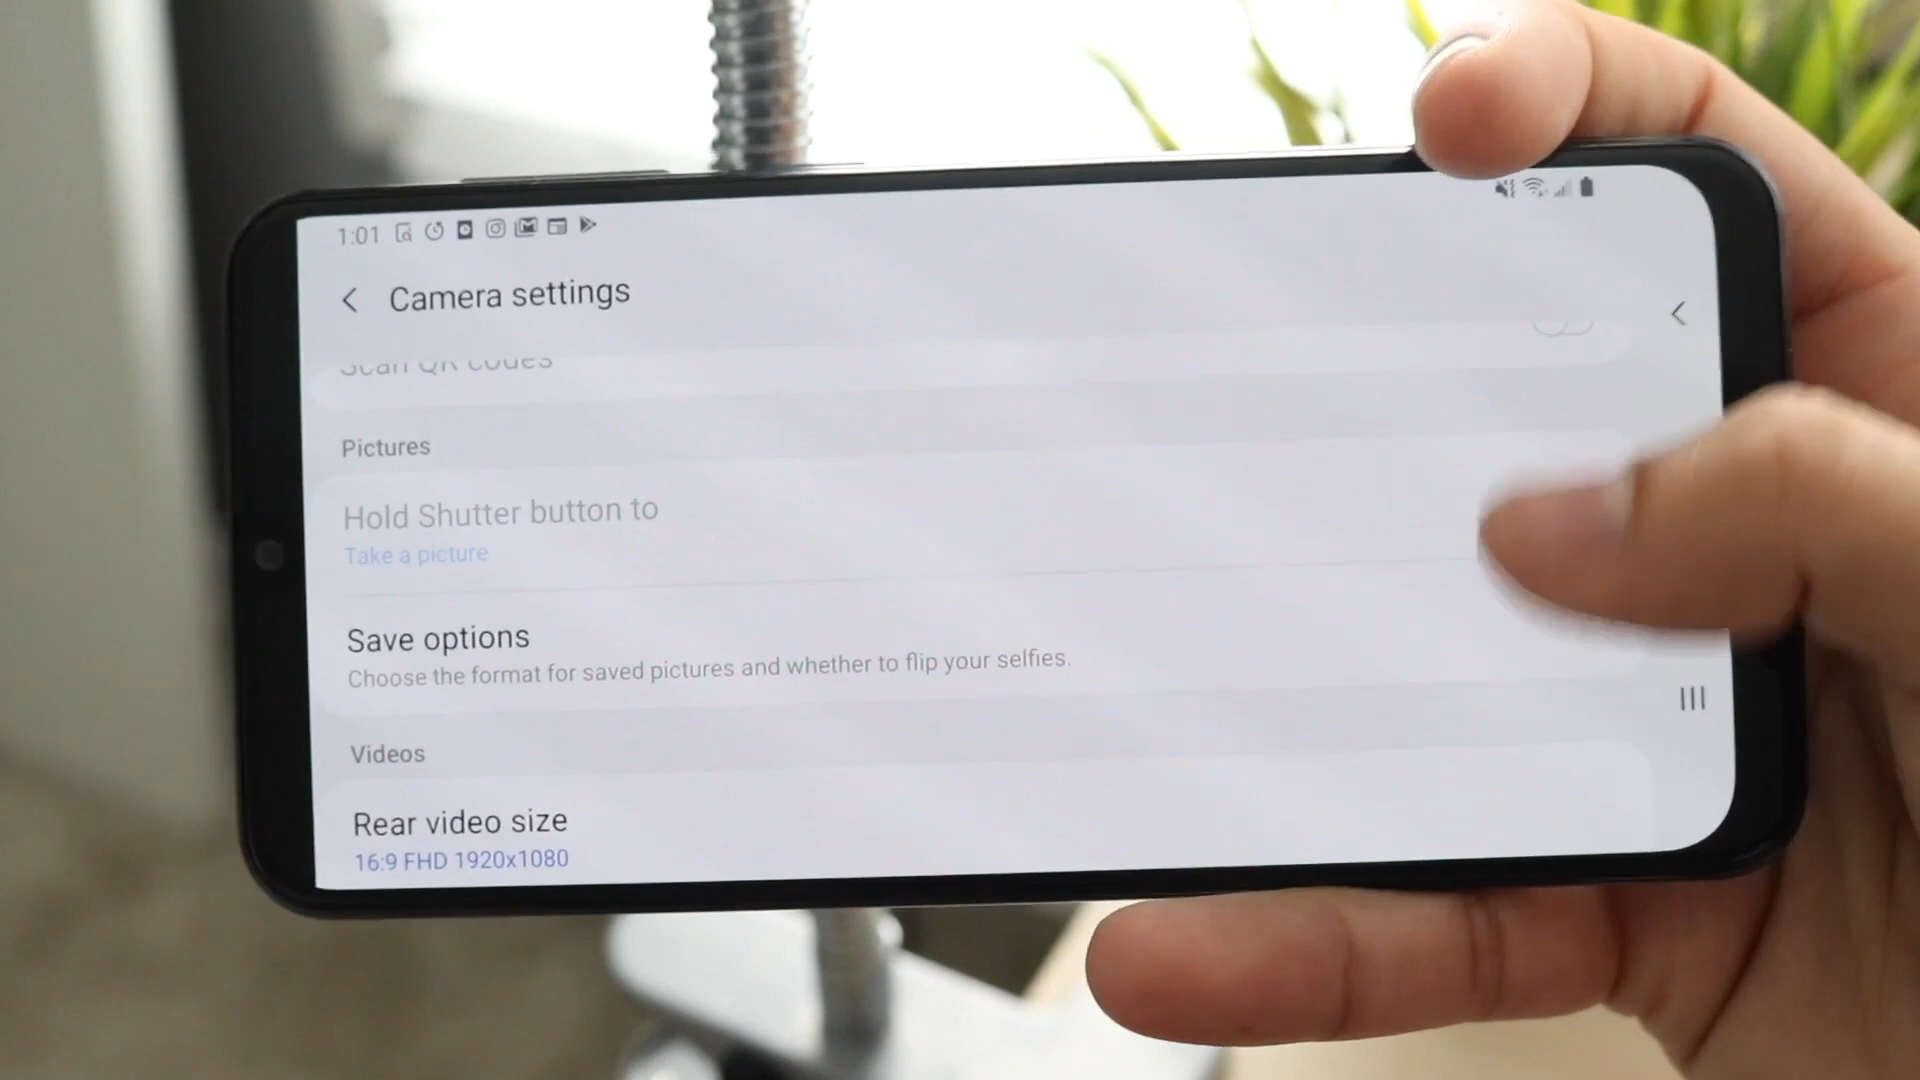 1:01
Camera settings
Scan QR codes
Pictures
Hold Shutter button to
Take a picture
Save options
Choose the format for saved pictures and whether to flip your selfies.
Videos
Rear video size
16:9 FHD 1920x1080